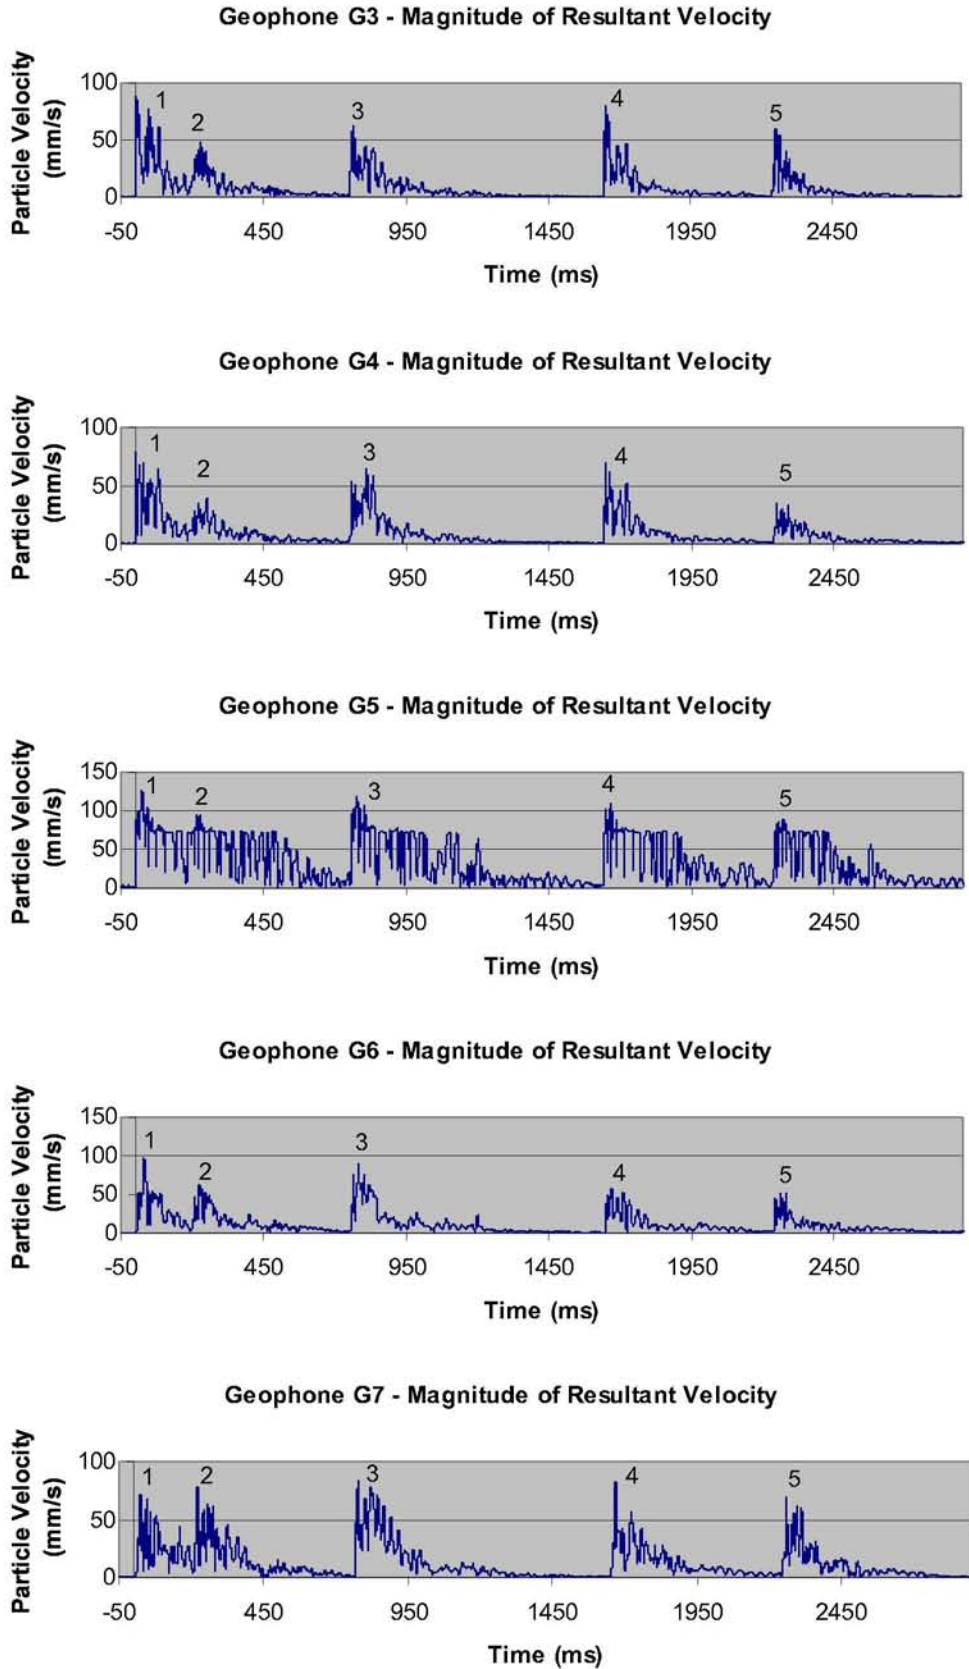 Geophone G3 - Magnitude of Resultant Velocity
Particle Velocity
(mm/s)
100
50
0
1
2
3
4
5
-50 450 950 1450 1950 2450
Time (ms)
Geophone G4 - Magnitude of Resultant Velocity
Particle Velocity
(mm/s)
100
50
0
1
2
3
4
5
-50 450 950 1450 1950 2450
Time (ms)
Geophone G5 - Magnitude of Resultant Velocity
Particle Velocity
(mm/s)
150
100
50
0
1
2
3
4
5
-50 450 950 1450 1950 2450
Time (ms)
Geophone G6 - Magnitude of Resultant Velocity
Particle Velocity
(mm/s)
150
100
50
0
1
2
3
4
5
-50 450 950 1450 1950 2450
Time (ms)
Geophone G7 - Magnitude of Resultant Velocity
Particle Velocity
(mm/s)
100
50
0
1
2
3
4
5
-50 450 950 1450 1950 2450
Time (ms)